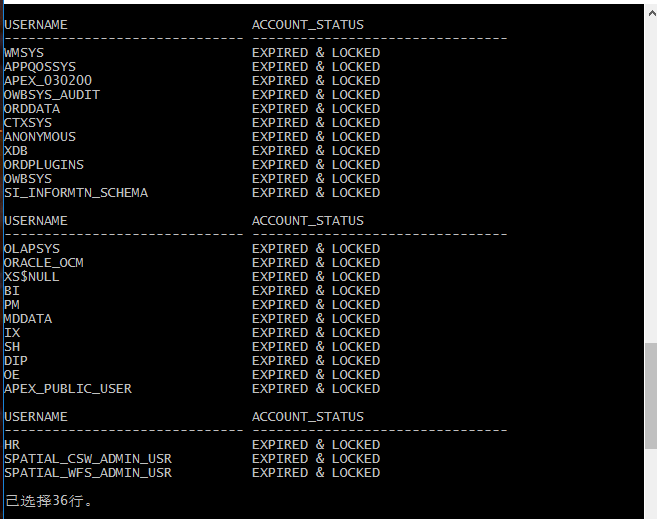 USERNAME ACCOUNT_STATUS
------------------------------ --------------------------------
WMSYS EXPIRED & LOCKED
APPQOSSYS EXPIRED & LOCKED
APEX_030200 EXPIRED & LOCKED
OWBSYS_AUDIT EXPIRED & LOCKED
ORDDATA EXPIRED & LOCKED
CTXSYS EXPIRED & LOCKED
ANONYMOUS EXPIRED & LOCKED
XDB EXPIRED & LOCKED
ORDPLUGINS EXPIRED & LOCKED
OWBSYS EXPIRED & LOCKED
SI_INFORMTN_SCHEMA EXPIRED & LOCKED
USERNAME ACCOUNT_STATUS
------------------------------ --------------------------------
OLAPSYS EXPIRED & LOCKED
ORACLE_OCM EXPIRED & LOCKED
XS$NULL EXPIRED & LOCKED
BI EXPIRED & LOCKED
PM EXPIRED & LOCKED
MDDATA EXPIRED & LOCKED
IX EXPIRED & LOCKED
SH EXPIRED & LOCKED
DIP EXPIRED & LOCKED
OE EXPIRED & LOCKED
APEX_PUBLIC_USER EXPIRED & LOCKED
USERNAME ACCOUNT_STATUS
------------------------------ --------------------------------
HR EXPIRED & LOCKED
SPATIAL_CSW_ADMIN_USR EXPIRED & LOCKED
SPATIAL_WFS_ADMIN_USR EXPIRED & LOCKED
已选择36行。